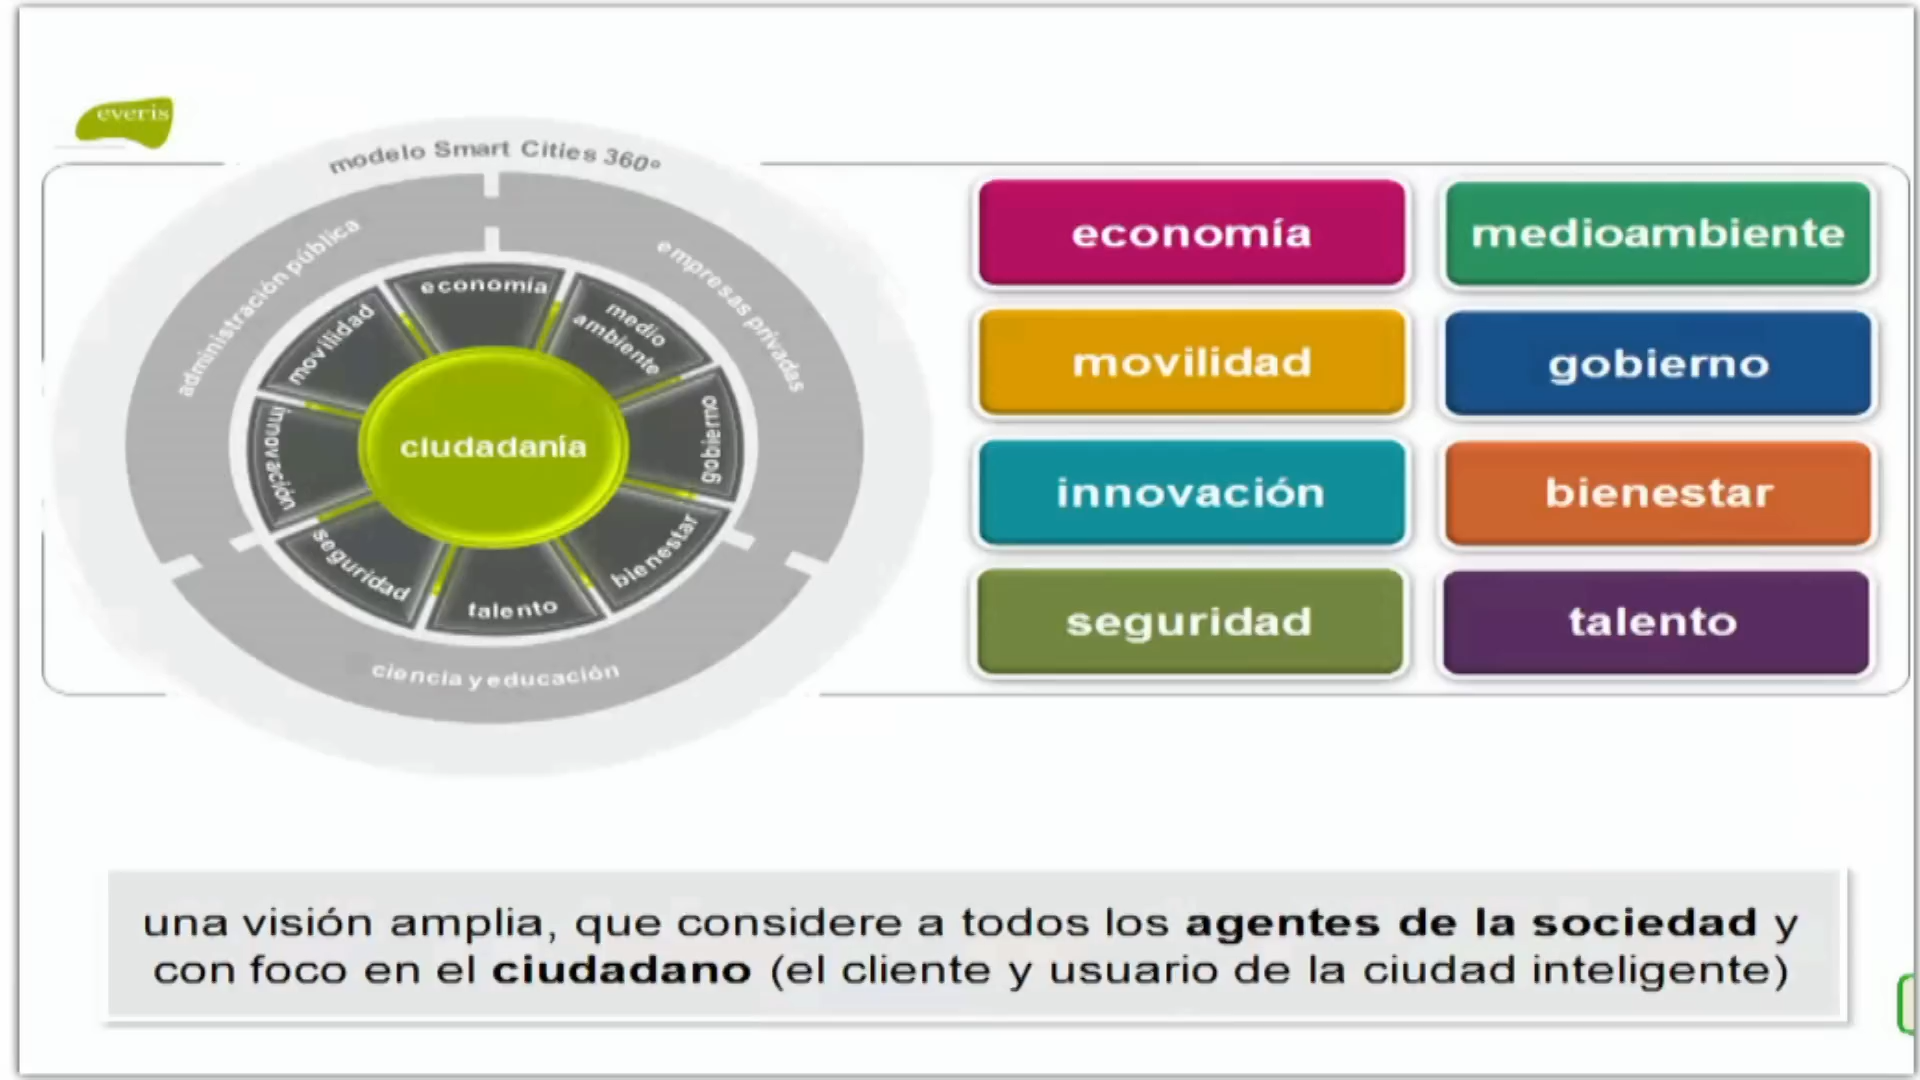 everis
modelo Smart Cities 360º
administración pública
empresas privadas
ciencia y educación
economía
medio
ambiente
gobierno
bienestar
talento
seguridad
innovación
movilidad
ciudadanía
economía
medioambiente
movilidad
gobierno
innovación
bienestar
seguridad
talento
una visión amplia, que considere a todos los agentes de la sociedad y
con foco en el ciudadano (el cliente y usuario de la ciudad inteligente)